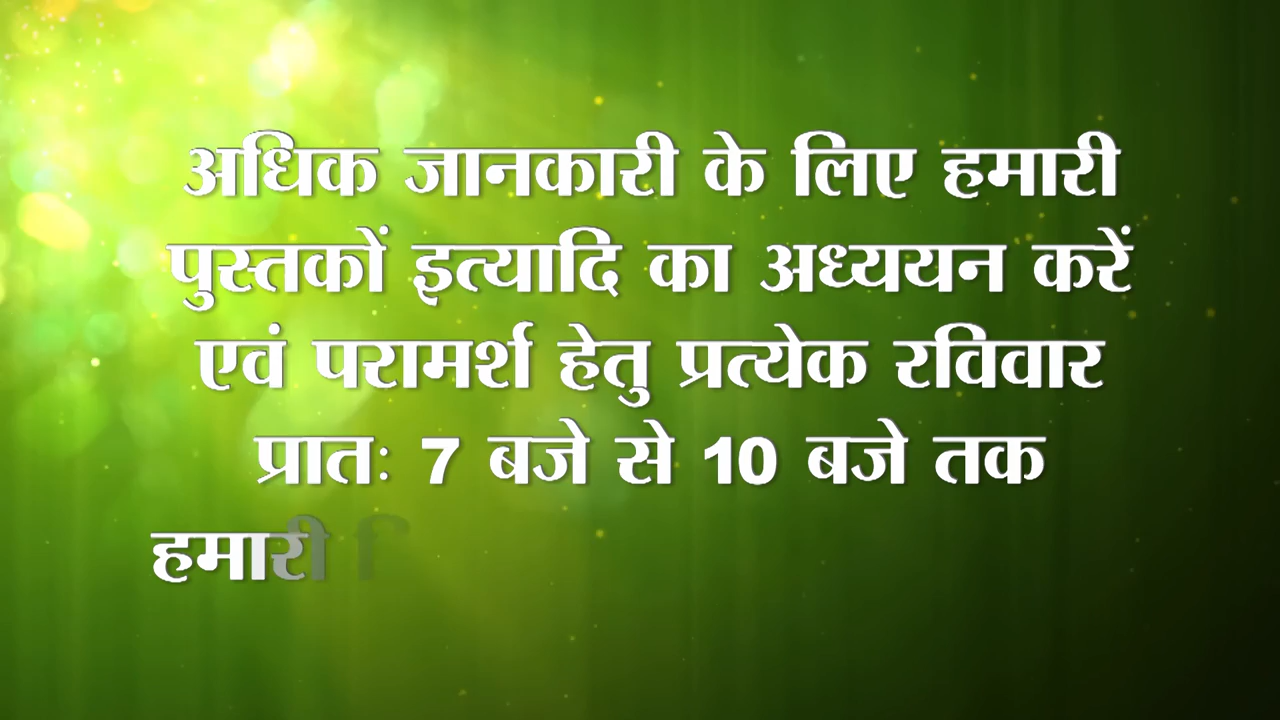 अधिक जानकारी के लिए हमारी
पुस्तकों इत्यादि का अध्ययन करें
एवं परामर्श हेतु प्रत्येक रविवार
प्रातः 7 बजे से 10 बजे तक
हमारी